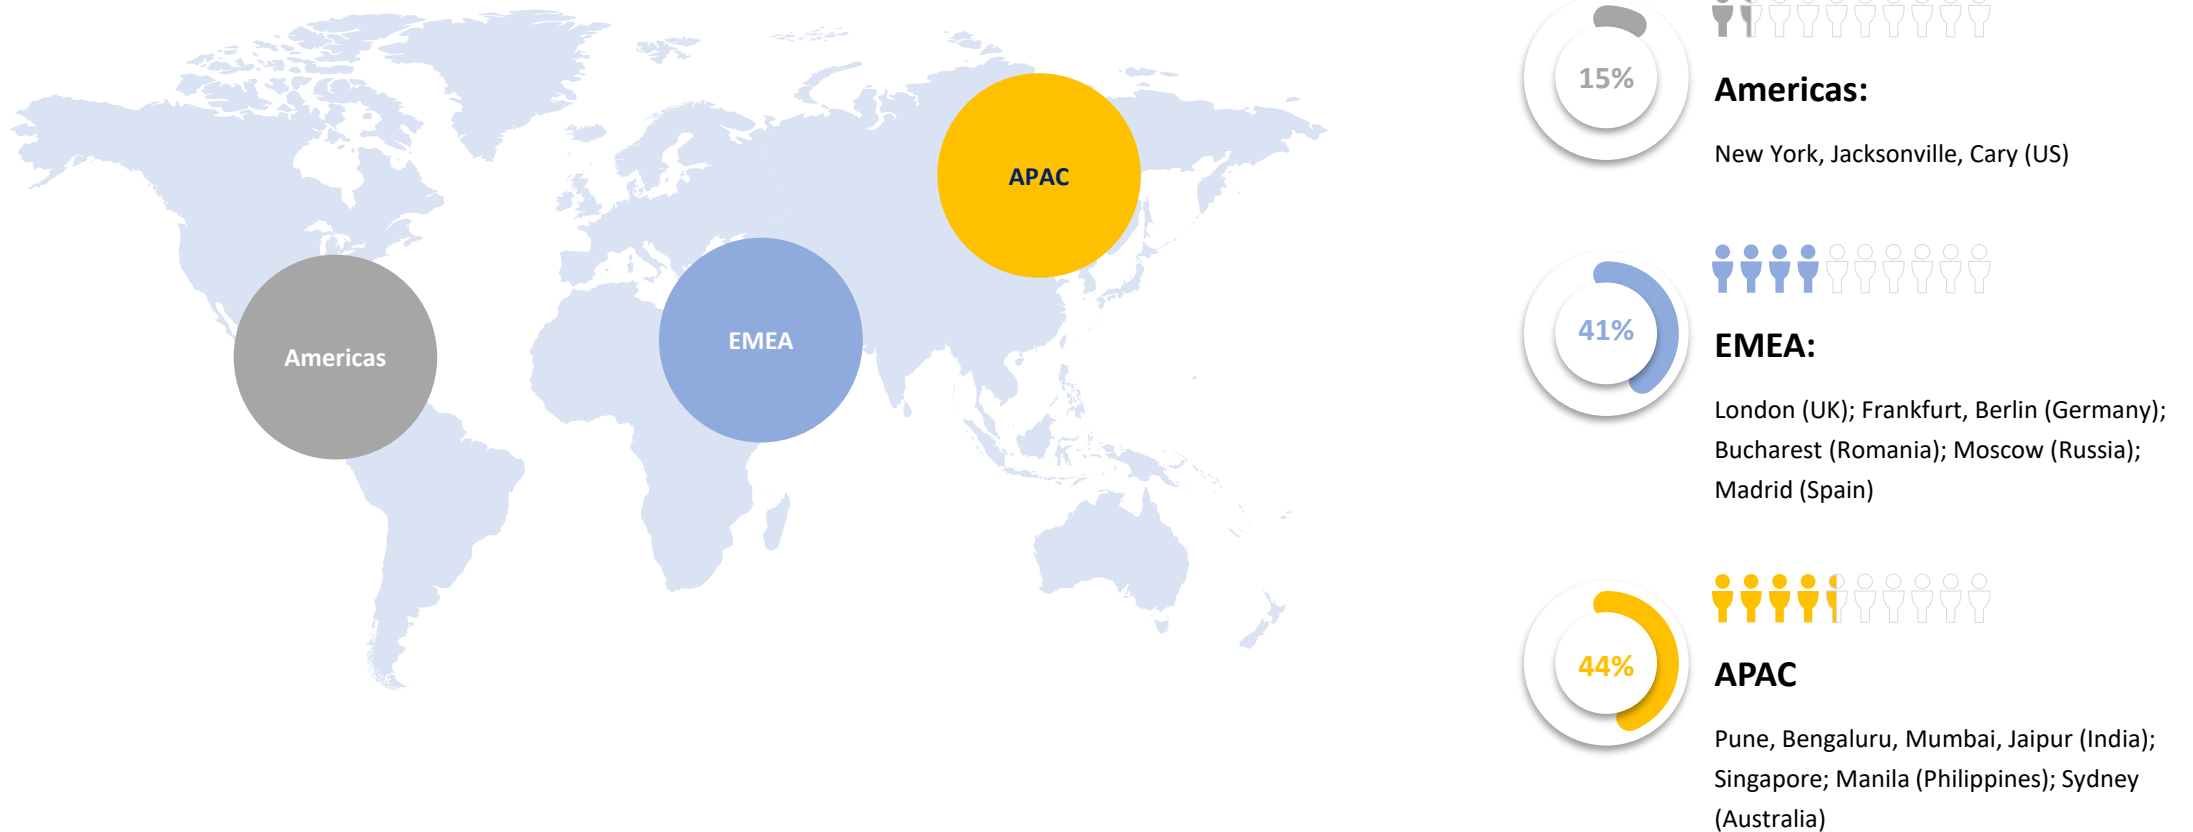 APAC
EMEA
Americas
15%
Americas:
New York, Jacksonville, Cary (US)
41%
EMEA:
London (UK); Frankfurt, Berlin (Germany);
Bucharest (Romania); Moscow (Russia);
Madrid (Spain)
44%
APAC
Pune, Bengaluru, Mumbai, Jaipur (India);
Singapore; Manila (Philippines); Sydney
(Australia)